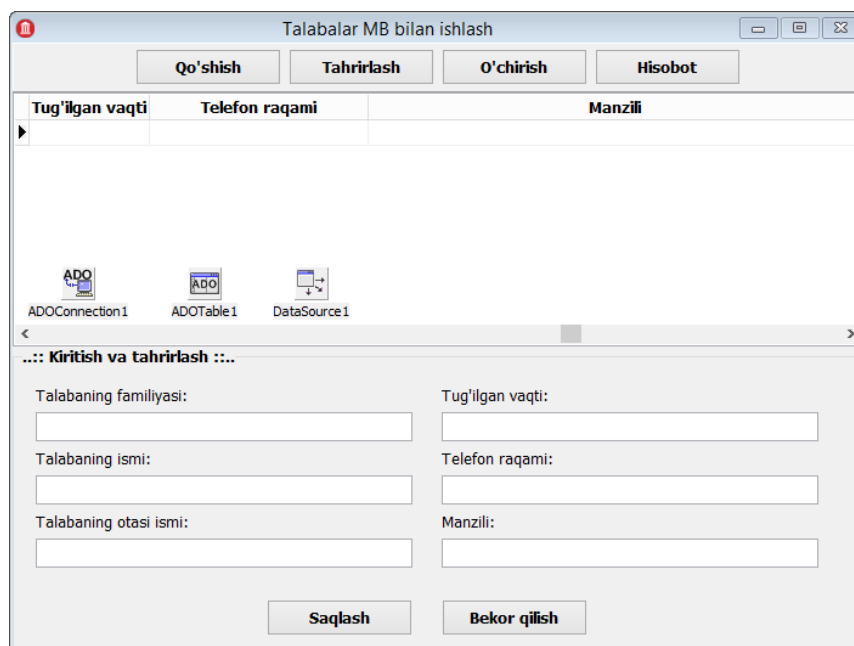 Talabalar MB bilan ishlash
Qo'shish Tahrirlash O'chirish Hisobot
Tug'ilgan vaqti Telefon raqami Manzili
ADO ADO
ADOConnection1 ADOTable1 DataSource1
..:: Kiritish va tahrirlash ::..
Talabaning familiyasi: Tug'ilgan vaqti:
Talabaning ismi: Telefon raqami:
Talabaning otasi ismi: Manzili:
Saqlash Bekor qilish